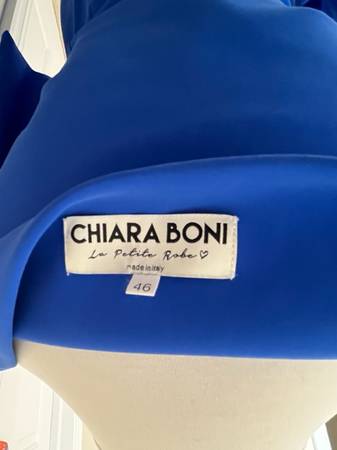 CHIARA BONI
La Petite Robe ♡
made in italy
46